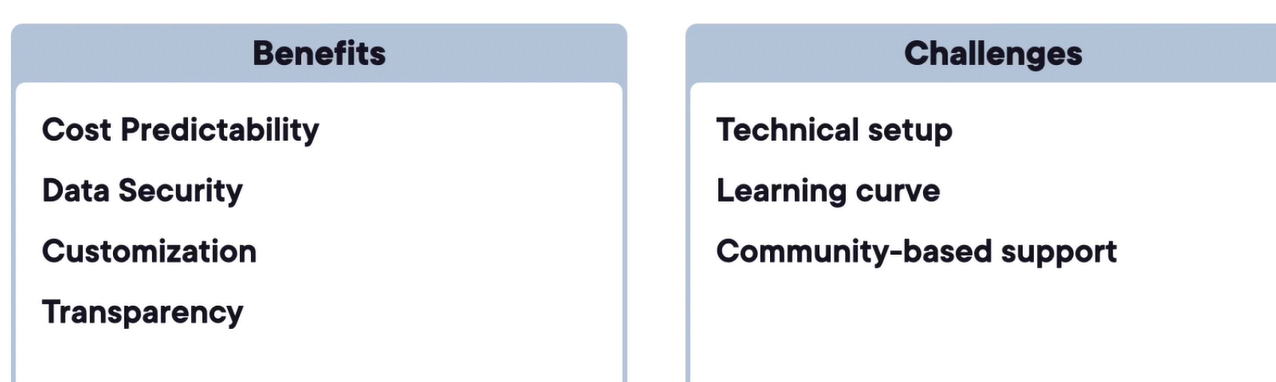 Benefits
Cost Predictability
Data Security
Customization
Transparency
Challenges
Technical setup
Learning curve
Community-based support